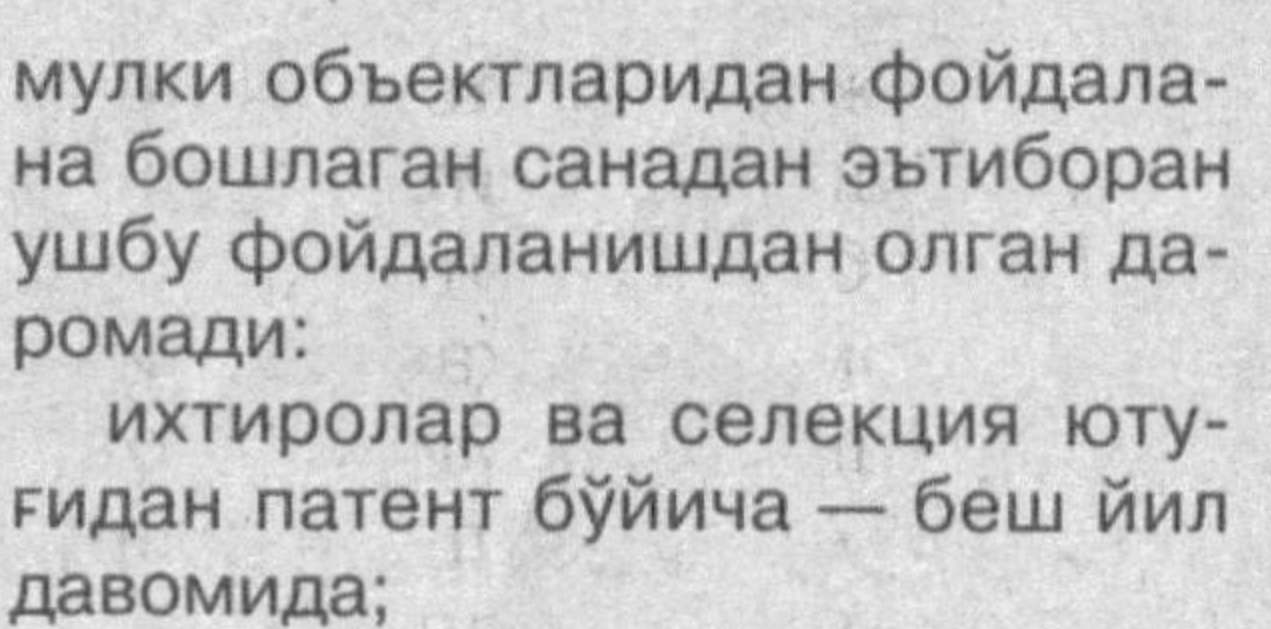 мулки объектларидан фойдала-
на бошлаган санадан эътиборан
ушбу фойдаланишдан олган да-
ромади:
ихтиролар ва селекция юту-
ғидан патент бўйича — беш йил
давомида;